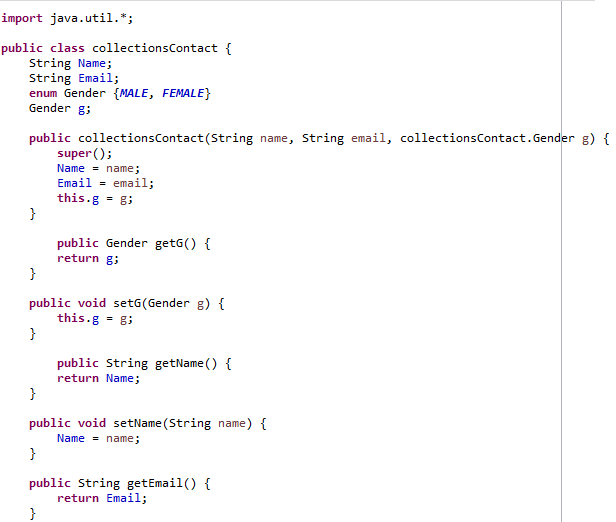 import java.util.*;
public class collectionsContact {
String Name;
String Email;
enum Gender {MALE, FEMALE}
Gender g;
public collectionsContact(String name, String email, collectionsContact.Gender g) {
super();
Name = name;
Email = email;
this.g = g;
}
public Gender getG() {
return g;
}
public void setG(Gender g) {
this.g = g;
}
public String getName() {
return Name;
}
public void setName(String name) {
Name = name;
}
public String getEmail() {
return Email;
}